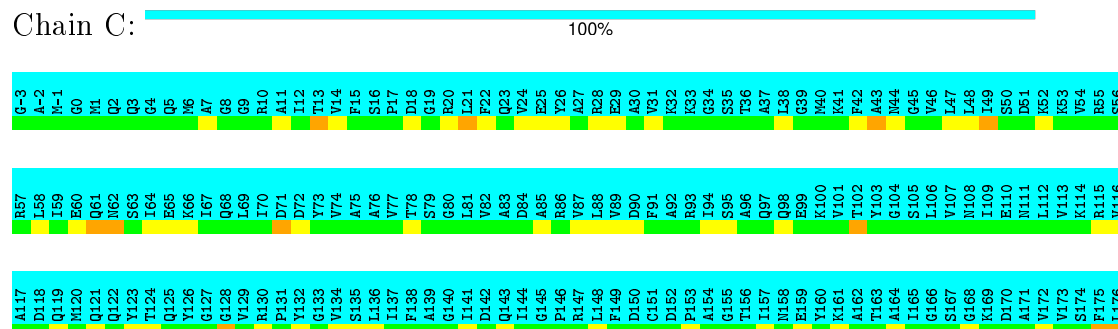 Chain C:
100%
G-3 A-2 M-1 G0 M1 Q2 Q3 G4 Q5 M6 A7 G8 G9 R10 A11 I12 T13 V14 F15 S16 P17 D18 G19 R20 L21 F22 Q23 V24 E25 Y26 A27 R28 E29 A30 V31 K32 K33 G34 S35 T36 A37 L38 G39 M40 K41 F42 A43 N44 G45 V46 L47 L48 I49 S50 D51 K52 K53 V54 R55 S56
R57 L58 I59 E60 Q61 N62 S63 I64 E65 K66 I67 Q68 L69 I70 D71 D72 Y73 V74 A75 A76 V77 T78 S79 G80 L81 V82 A83 D84 A85 R86 V87 L88 V89 D90 F91 A92 R93 I94 S95 A96 Q97 Q98 E99 K100 V101 T102 Y103 G104 S105 L106 V107 N108 I109 E110 N111 L112 V113 K114 R115 V116
A117 D118 Q119 M120 Q121 Q122 Y123 T124 Q125 Y126 G127 G128 V129 R130 P131 Y132 G133 V134 S135 L136 I137 F138 A139 G140 I141 D142 Q143 I144 G145 P146 R147 L148 F149 D150 C151 D152 P153 A154 G155 T156 I157 N158 E159 Y160 K161 A162 T163 A164 I165 G166 S167 G168 K169 D170 A171 V172 V173 S174 F175